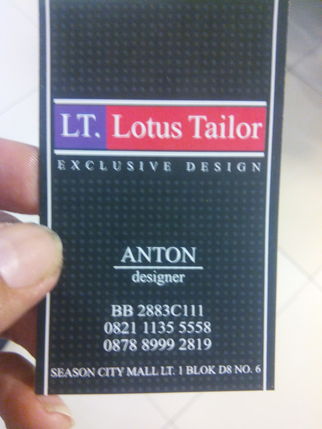 LT. Lotus Tailor
EXCLUSIVE DESIGN
ANTON
designer
BB 2883C111
0821 1135 5558
0878 8999 2819
SEASON CITY MALL LT. 1 BLOK D8 NO. 6